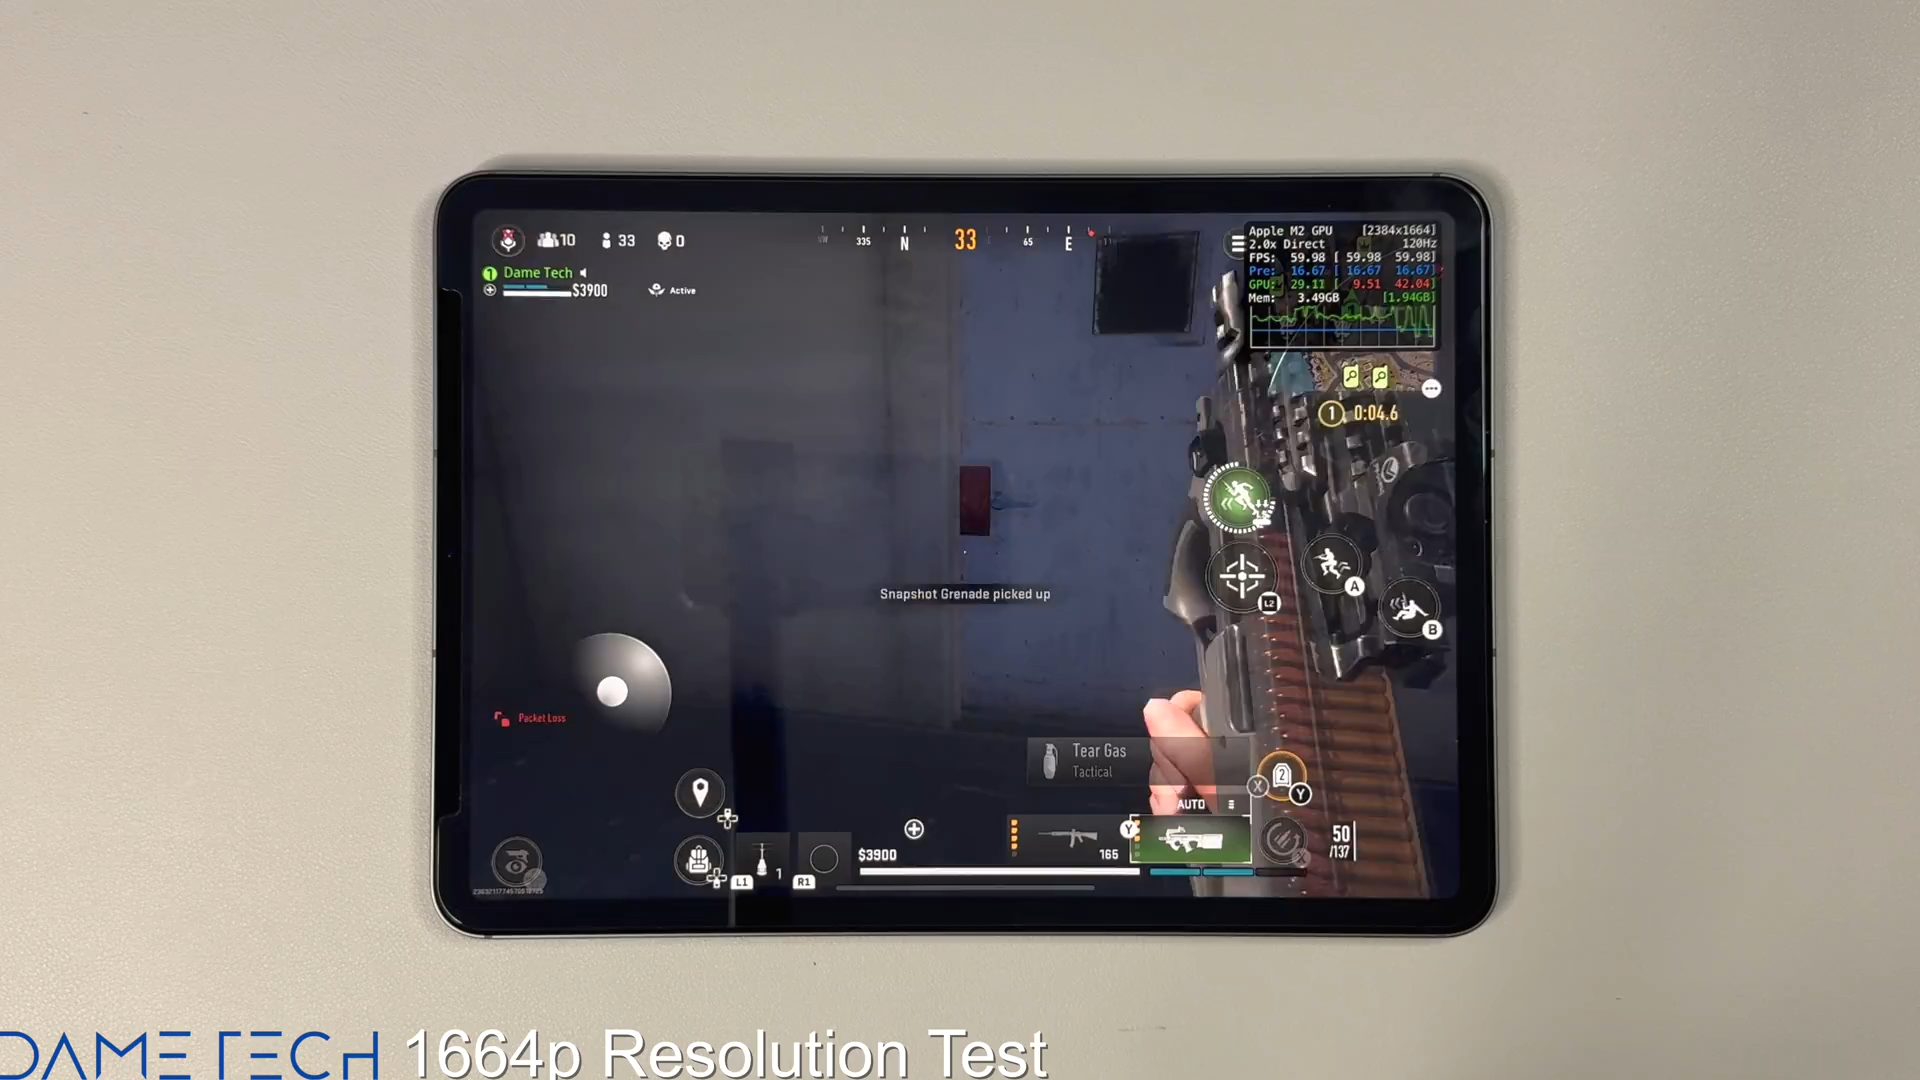 10 33 0
Dame Tech
$3900
Active
335 N 33 65 E
Apple M2 GPU [2384x1664]
2.0x Direct 120Hz
FPS: 59.98 [ 59.98 59.98]
Pre: 16.67 [ 16.67 16.67]
GPU: 29.11 [ 9.51 42.04]
Mem: 3.49GB [1.94GB]
1 0:04.6
L2
A
B
Snapshot Grenade picked up
Packet Loss
Tear Gas
Tactical
2
X
Y
AUTO
Y
165
50
/137
$3900
L1
1
R1
DAME TECH 1664p Resolution Test